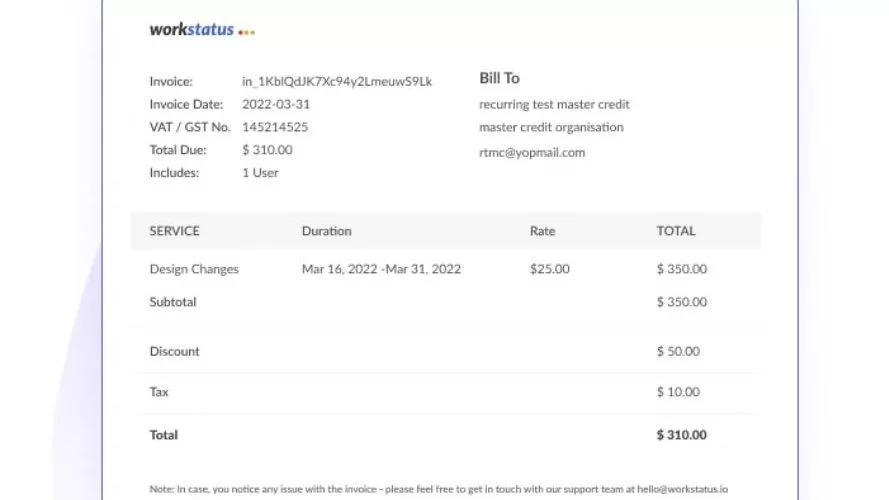 workstatus
Invoice: in_1KblQdJK7Xc94y2LmeuwS9Lk
Invoice Date: 2022-03-31
VAT / GST No. 145214525
Total Due: $ 310.00
Includes: 1 User
Bill To
recurring test master credit
master credit organisation
rtmc@yopmail.com
SERVICE Duration Rate TOTAL
Design Changes Mar 16, 2022 -Mar 31, 2022 $25.00 $ 350.00
Subtotal $ 350.00
Discount $ 50.00
Tax $ 10.00
Total $ 310.00
Note: In case, you notice any issue with the invoice - please feel free to get in touch with our support team at hello@workstatus.io